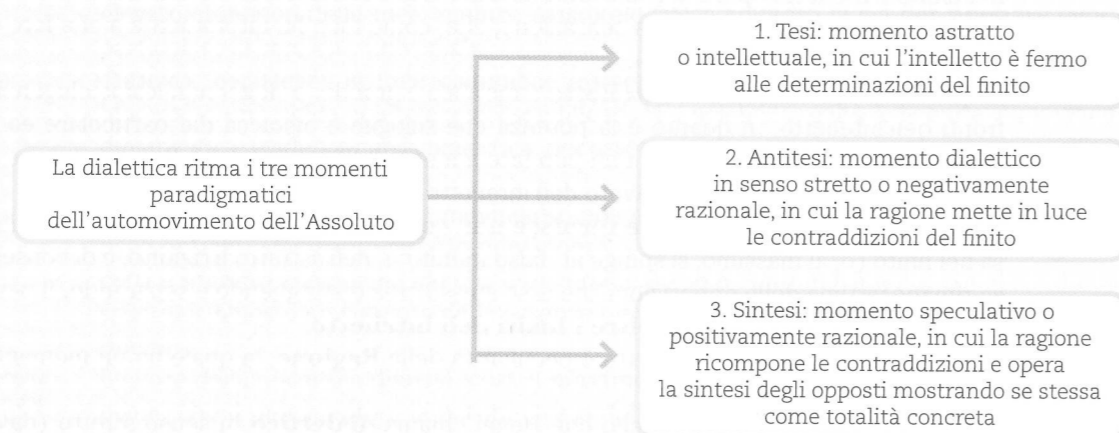 La dialettica ritma i tre momenti
paradigmatici
dell'automovimento dell'Assoluto
1. Tesi: momento astratto
o intellettuale, in cui l'intelletto è fermo
alle determinazioni del finito
2. Antitesi: momento dialettico
in senso stretto o negativamente
razionale, in cui la ragione mette in luce
le contraddizioni del finito
3. Sintesi: momento speculativo o
positivamente razionale, in cui la ragione
ricompone le contraddizioni e opera
la sintesi degli opposti mostrando se stessa
come totalità concreta